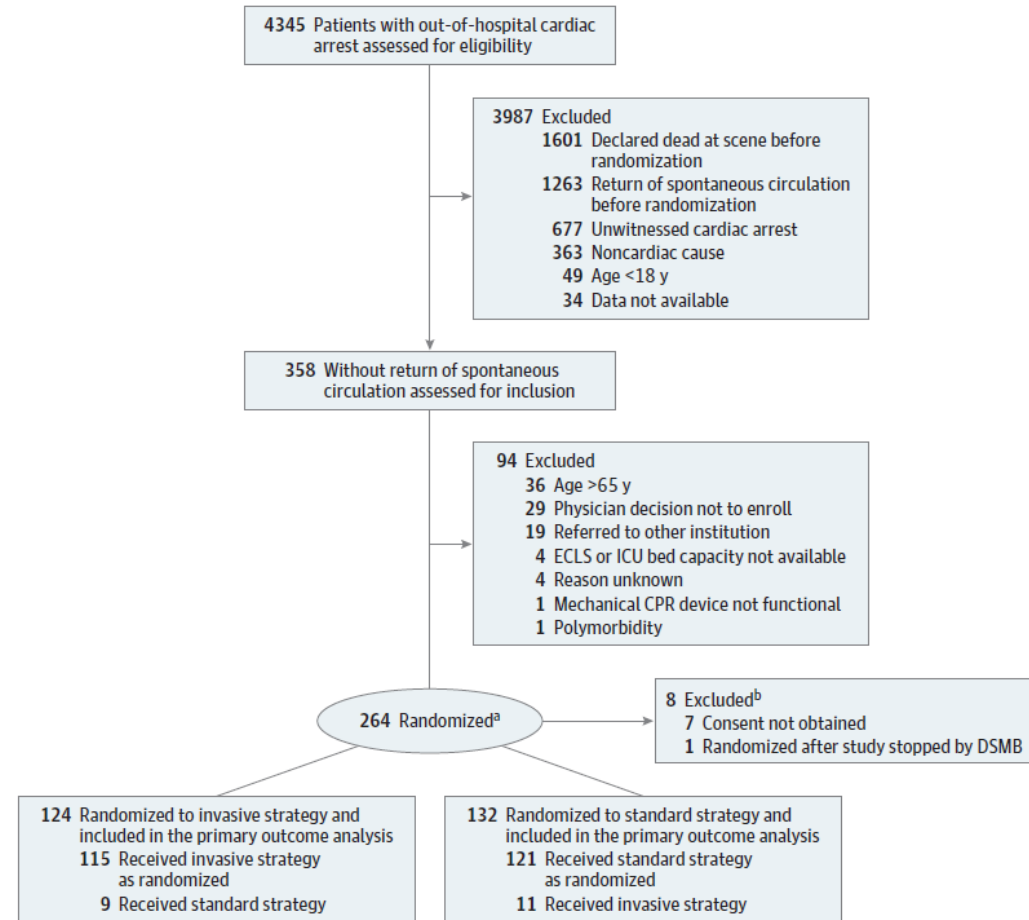 4345 Patients with out-of-hospital cardiac
arrest assessed for eligibility
3987 Excluded
1601 Declared dead at scene before
randomization
1263 Return of spontaneous circulation
before randomization
677 Unwitnessed cardiac arrest
363 Noncardiac cause
49 Age <18 y
34 Data not available
358 Without return of spontaneous
circulation assessed for inclusion
94 Excluded
36 Age >65 y
29 Physician decision not to enroll
19 Referred to other institution
4 ECLS or ICU bed capacity not available
4 Reason unknown
1 Mechanical CPR device not functional
1 Polymorbidity
264 Randomizedᵃ
8 Excludedᵇ
7 Consent not obtained
1 Randomized after study stopped by DSMB
124 Randomized to invasive strategy and
included in the primary outcome analysis
115 Received invasive strategy
as randomized
9 Received standard strategy
132 Randomized to standard strategy and
included in the primary outcome analysis
121 Received standard strategy
as randomized
11 Received invasive strategy